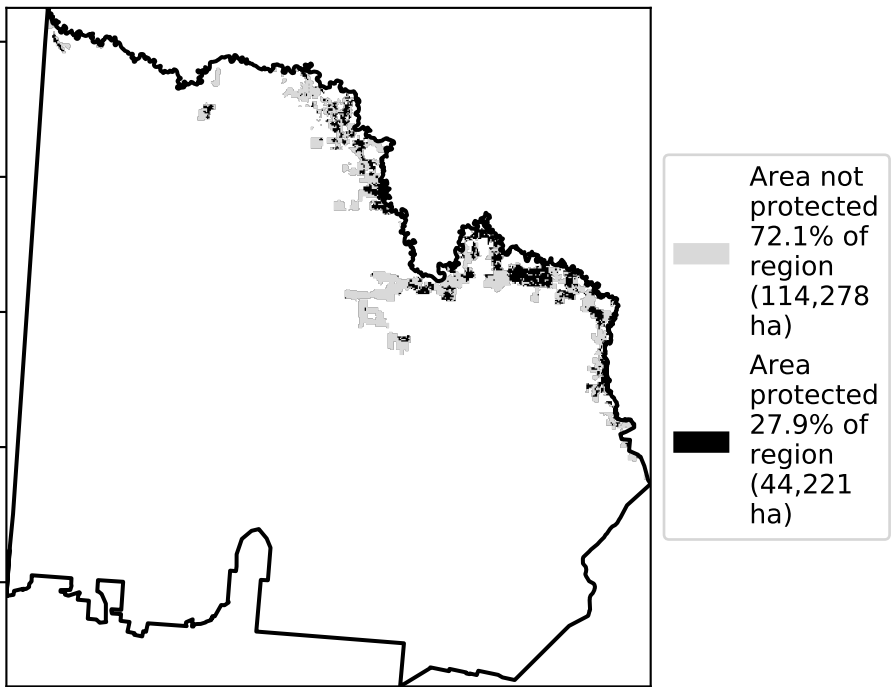 Area not
protected
72.1% of
region
(114,278
ha)
Area
protected
27.9% of
region
(44,221
ha)